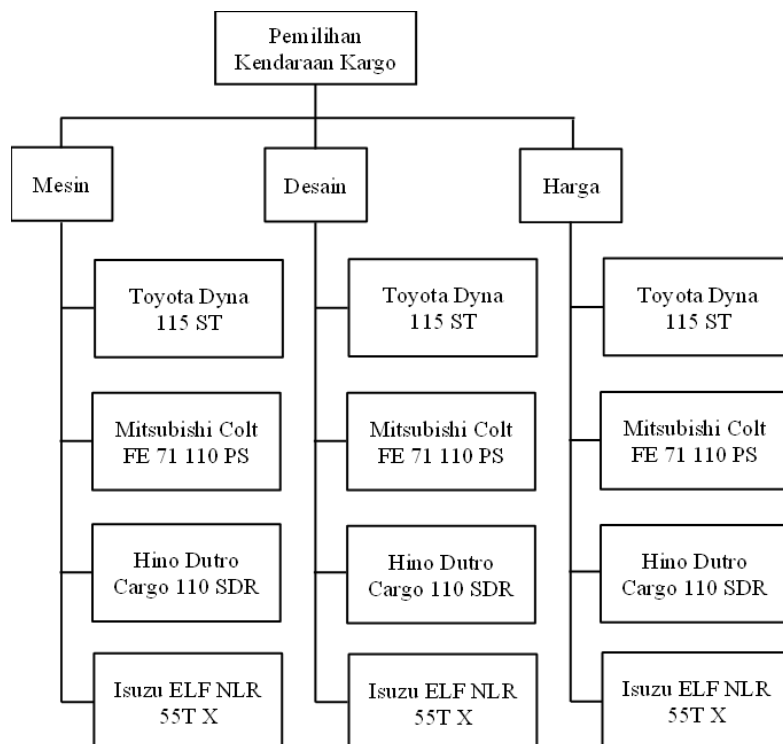 Pemilihan
Kendaraan Kargo
Mesin
Desain
Harga
Toyota Dyna
115 ST
Toyota Dyna
115 ST
Toyota Dyna
115 ST
Mitsubishi Colt
FE 71 110 PS
Mitsubishi Colt
FE 71 110 PS
Mitsubishi Colt
FE 71 110 PS
Hino Dutro
Cargo 110 SDR
Hino Dutro
Cargo 110 SDR
Hino Dutro
Cargo 110 SDR
Isuzu ELF NLR
55T X
Isuzu ELF NLR
55T X
Isuzu ELF NLR
55T X